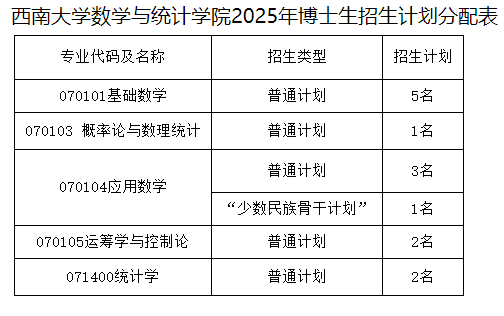 西南大学数学与统计学院2025年博士生招生计划分配表
专业代码及名称 招生类型 招生计划
070101基础数学 普通计划 5名
070103 概率论与数理统计 普通计划 1名
070104应用数学 普通计划 3名
“少数民族骨干计划” 1名
070105运筹学与控制论 普通计划 2名
071400统计学 普通计划 2名